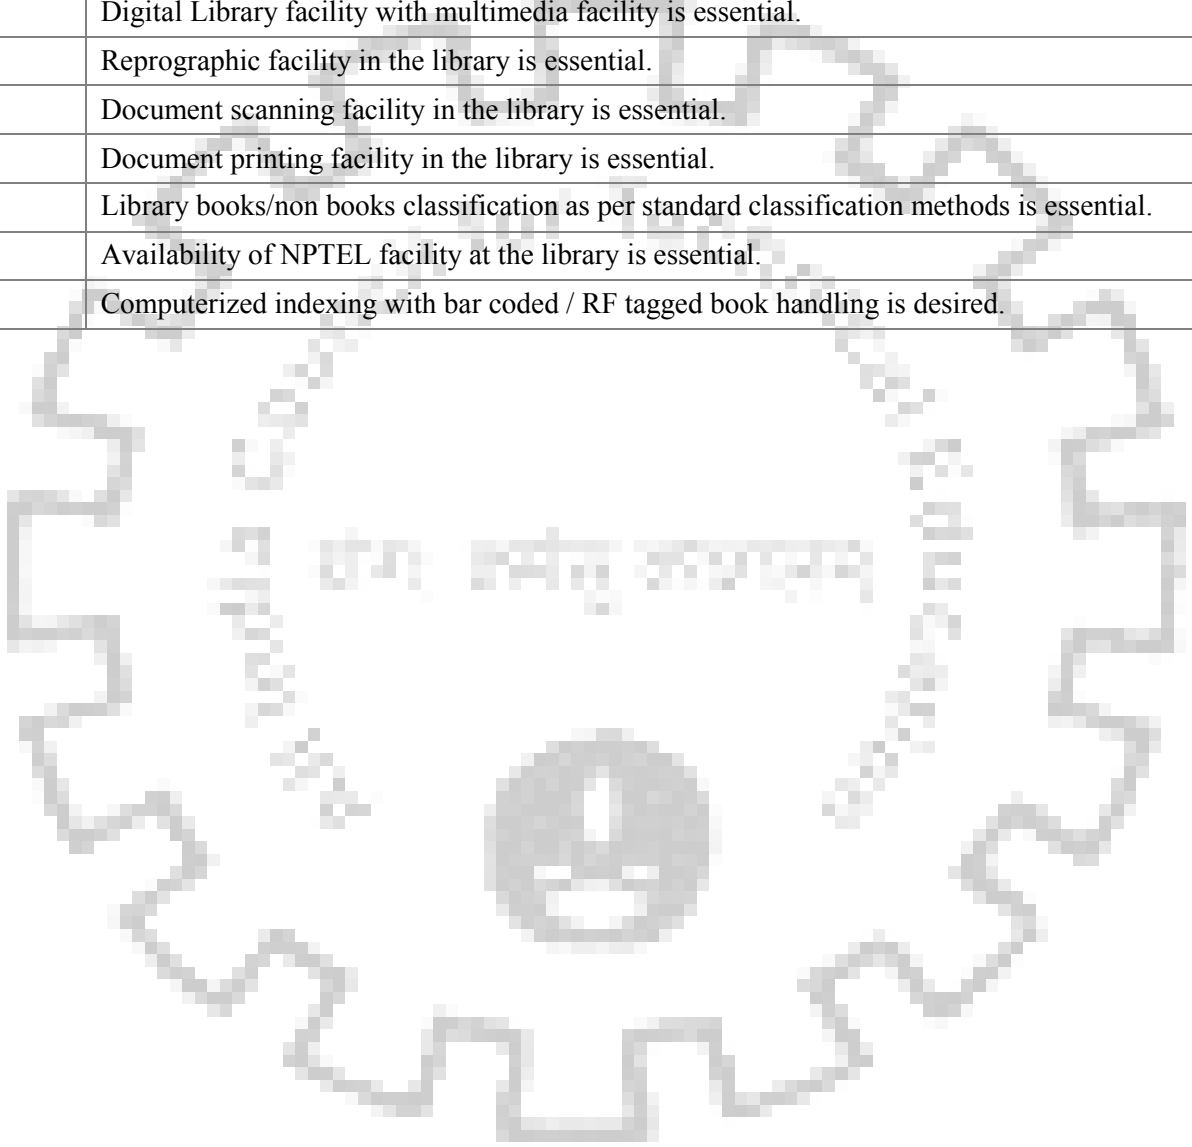 Digital Library facility with multimedia facility is essential.
Reprographic facility in the library is essential.
Document scanning facility in the library is essential.
Document printing facility in the library is essential.
Library books/non books classification as per standard classification methods is essential.
Availability of NPTEL facility at the library is essential.
Computerized indexing with bar coded / RF tagged book handling is desired.